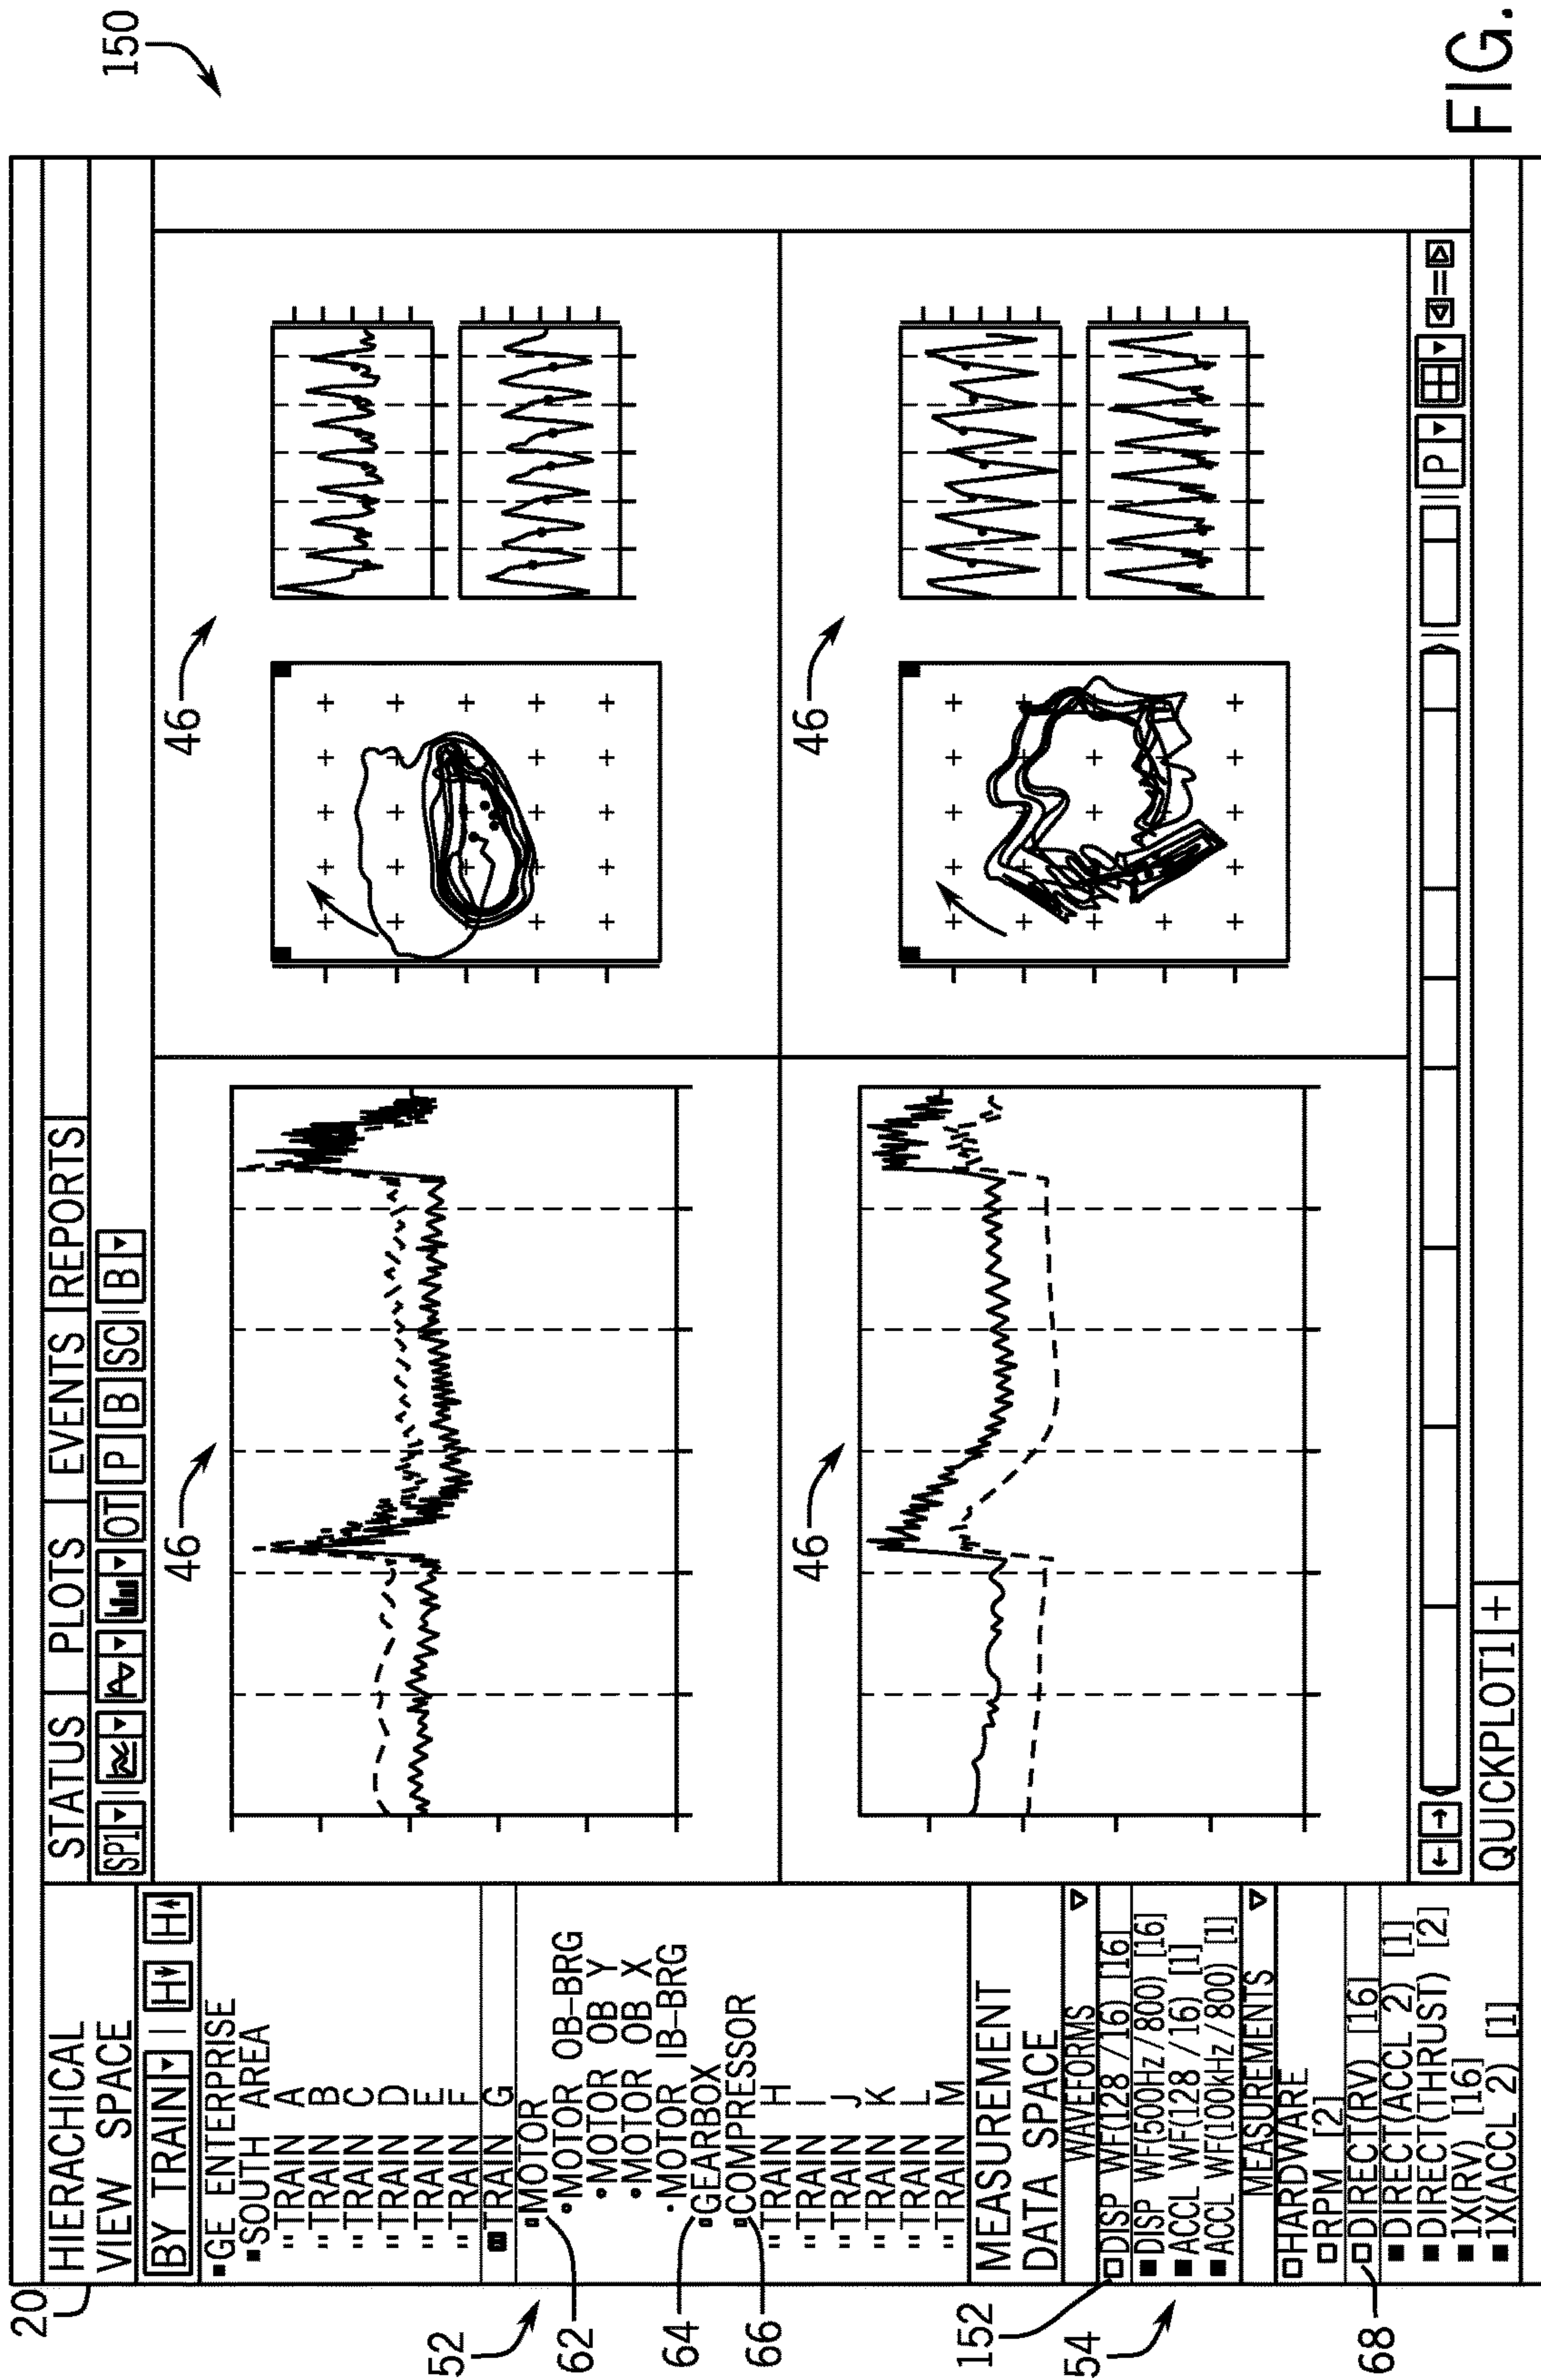 150
20
HIERACHICAL
VIEW SPACE
STATUS PLOTS EVENTS REPORTS
BY TRAIN H H
SP1 OT P B SC B
GE ENTERPRISE
SOUTH AREA
TRAIN A
TRAIN B
TRAIN C
TRAIN D
TRAIN E
TRAIN F
TRAIN G
52
MOTOR
62
MOTOR OB-BRG
MOTOR OB Y
MOTOR OB X
MOTOR IB-BRG
64
GEARBOX
66
COMPRESSOR
TRAIN H
TRAIN I
TRAIN J
TRAIN K
TRAIN L
TRAIN M
46
46
46
46
MEASUREMENT
DATA SPACE
WAVEFORMS
152
DISP WF(128/16) [16]
DISP WF500Hz/800) [16]
54
ACCL WF(128/16) [1]
ACCL WF(100kHz/800) [1]
MEASUREMENTS
HARDWARE
RPM [2]
68
DIRECT(RV) [16]
DIRECT(ACCL 2) [1]
DIRECT(THRUST) [2]
1X(RV) [16]
1X(ACCL 2) [1]
P
QUICKPLOT1 +
FIG.